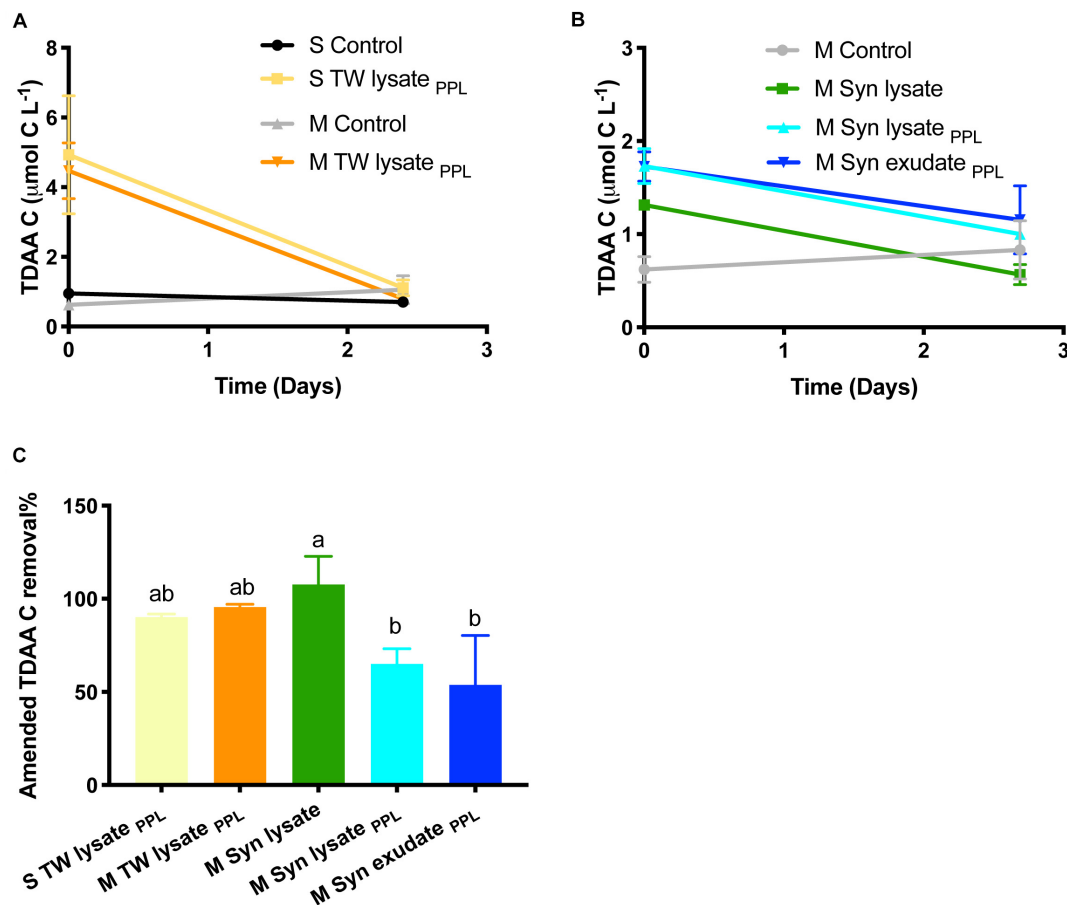 A
S Control
S TW lysate PPL
M Control
M TW lysate PPL
TDAA C (μmol C L-1)
8
6
4
2
0
0
1
2
3
Time (Days)
B
M Control
M Syn lysate
M Syn lysate PPL
M Syn exudate PPL
TDAA C (μmol C L-1)
3
2
1
0
0
1
2
3
Time (Days)
C
Amended TDAA C removal%
150
100
50
0
ab
ab
a
b
b
S TW lysate PPL
M TW lysate PPL
M Syn lysate
M Syn lysate PPL
M Syn exudate PPL